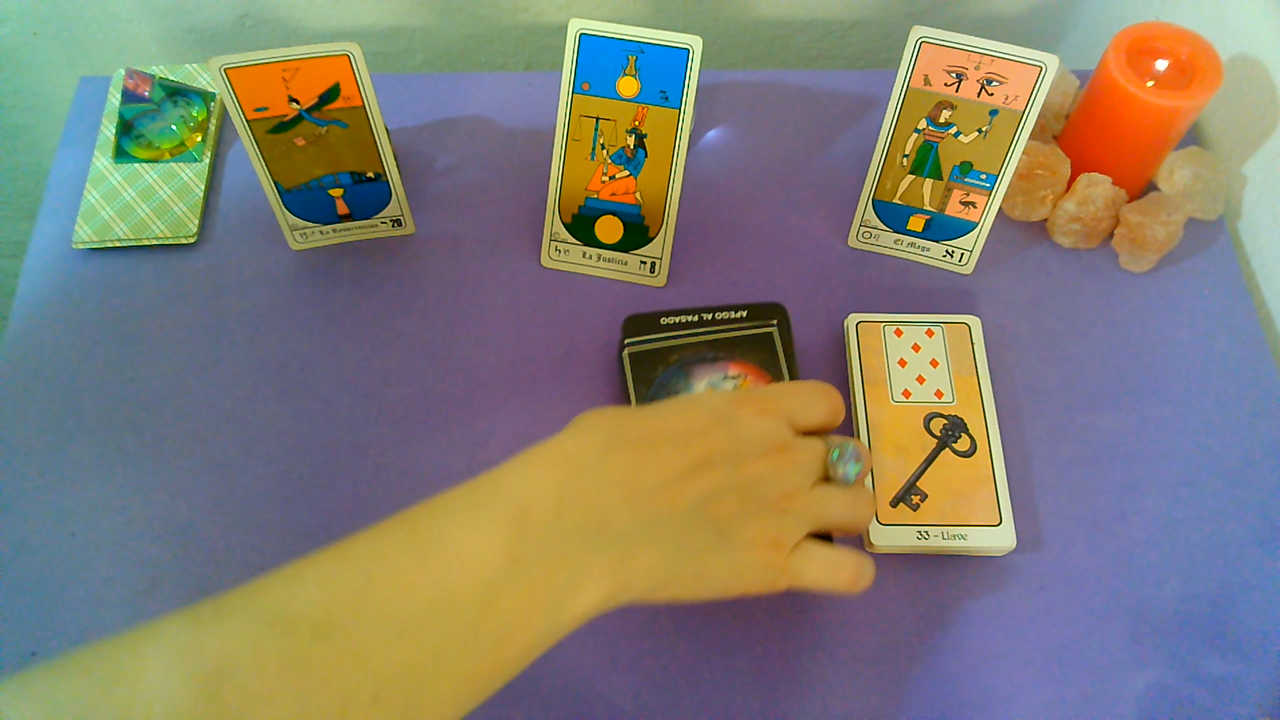 La Resurrección 20
La Justicia 8
El Mago 1
APEGO AL PASADO
33 - Llave